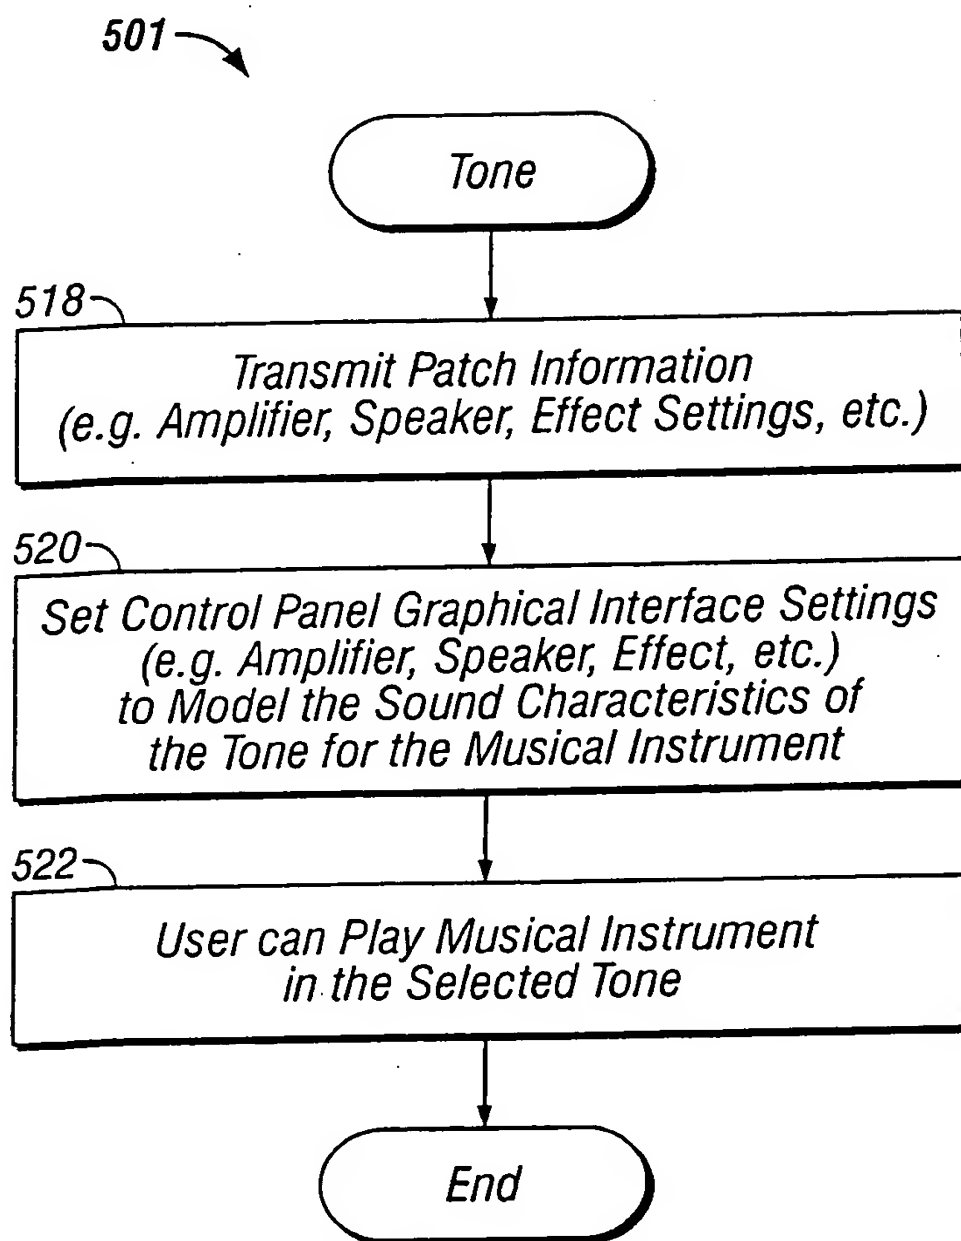 501
Tone
518
Transmit Patch Information
(e.g. Amplifier, Speaker, Effect Settings, etc.)
520
Set Control Panel Graphical Interface Settings
(e.g. Amplifier, Speaker, Effect, etc.)
to Model the Sound Characteristics of
the Tone for the Musical Instrument
522
User can Play Musical Instrument
in the Selected Tone
End